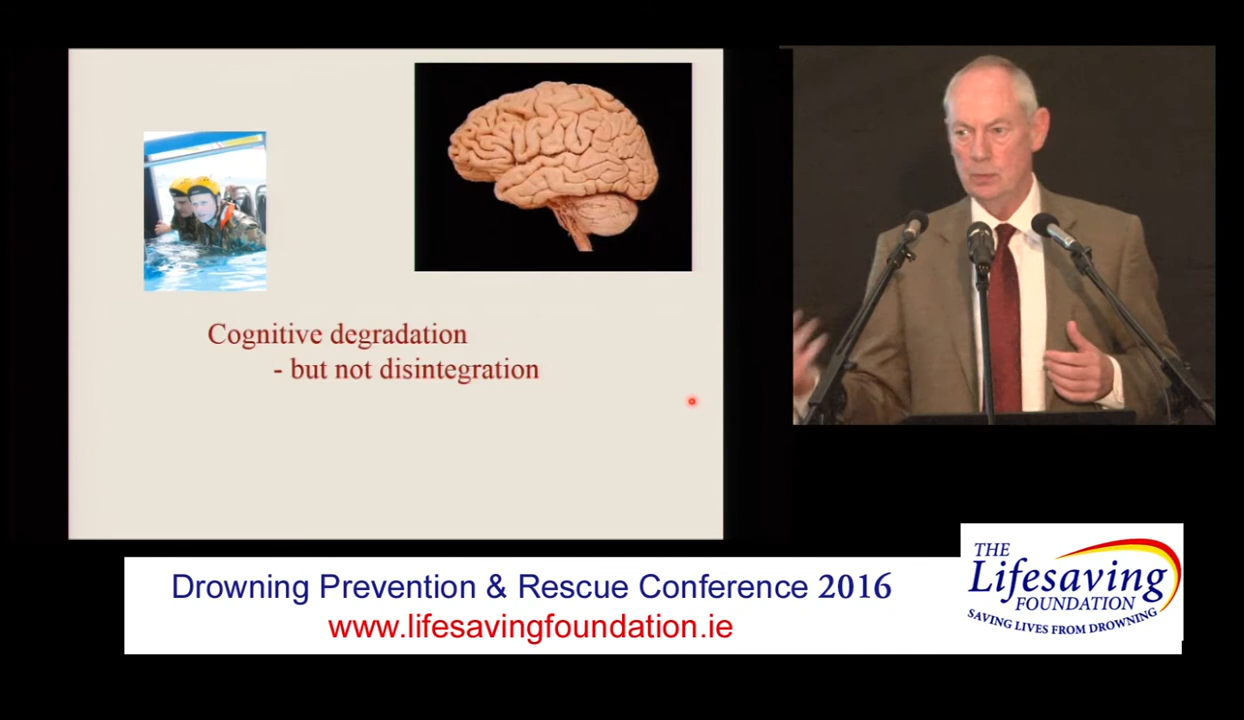 Cognitive degradation
- but not disintegration
Drowning Prevention & Rescue Conference 2016
www.lifesavingfoundation.ie
THE
Lifesaving
FOUNDATION
SAVING LIVES FROM DROWNING